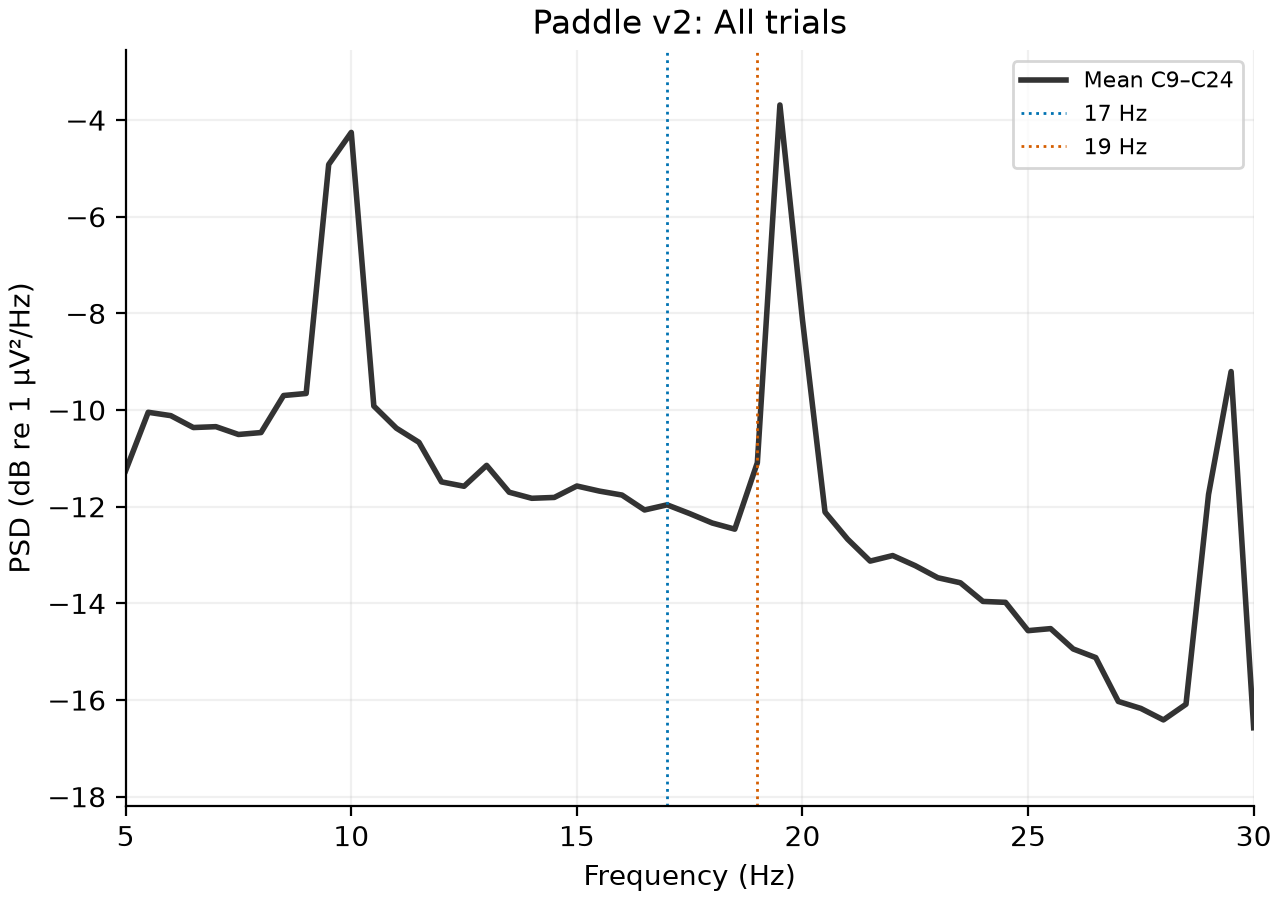 Paddle v2: All trials
Mean C9–C24
17 Hz
19 Hz
PSD (dB re 1 µV²/Hz)
−4
−6
−8
−10
−12
−14
−16
−18
5 10 15 20 25 30
Frequency (Hz)